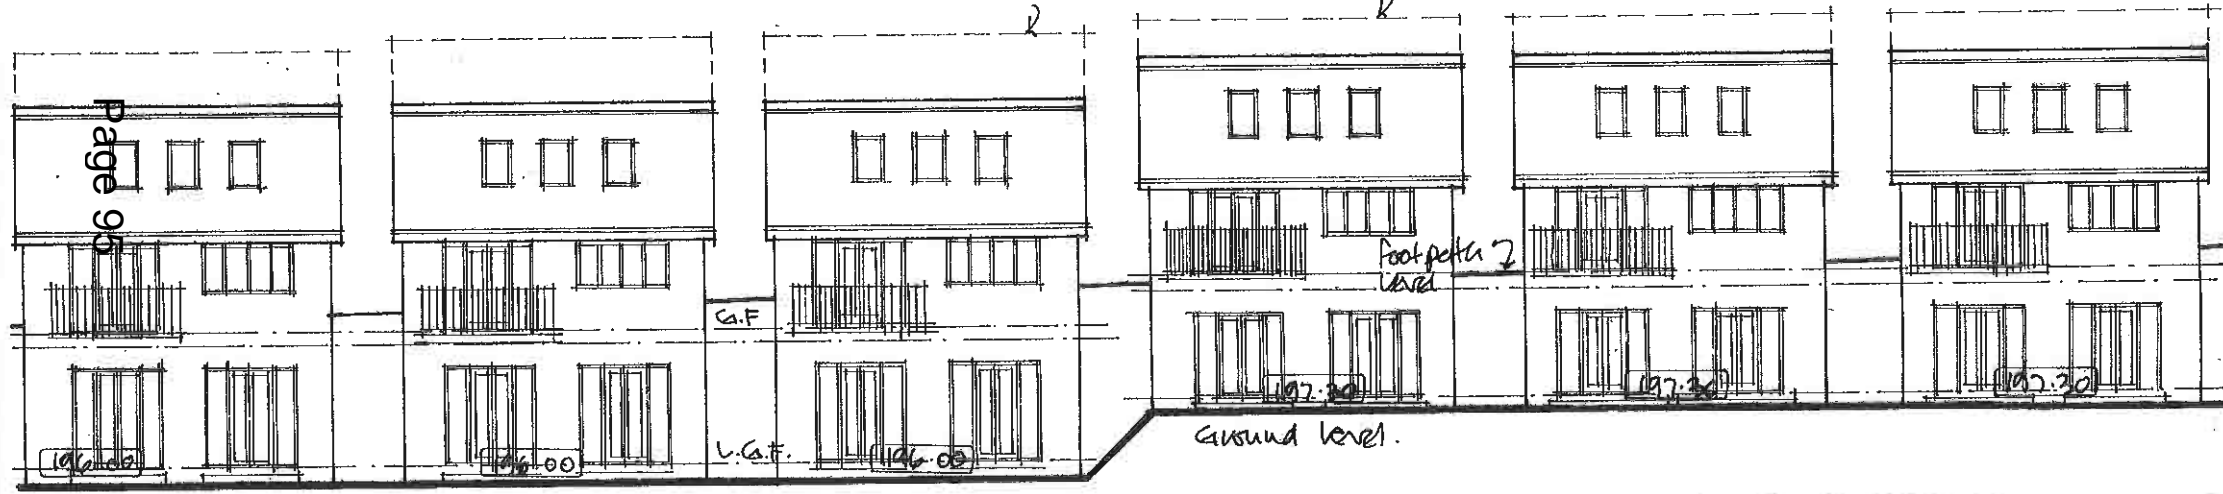 Page 95
Footpath
Level
G.F
197.30
197.30
197.30
Ground level.
L.G.F.
196.00
196.00
196.00